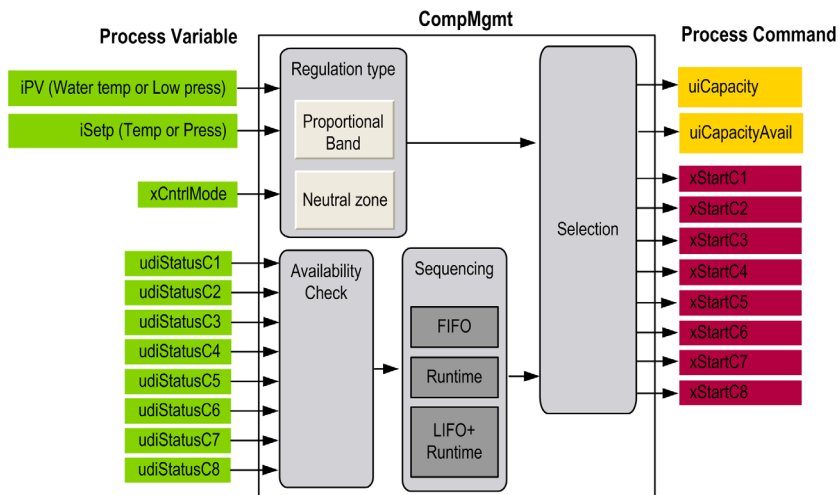 CompMgmt
Process Variable
Process Command
iPV (Water temp or Low press)
iSetp (Temp or Press)
xCntrlMode
Regulation type
Proportional
Band
Neutral zone
udiStatusC1
udiStatusC2
udiStatusC3
udiStatusC4
udiStatusC5
udiStatusC6
udiStatusC7
udiStatusC8
Availability
Check
Sequencing
FIFO
Runtime
LIFO+
Runtime
Selection
uiCapacity
uiCapacityAvail
xStartC1
xStartC2
xStartC3
xStartC4
xStartC5
xStartC6
xStartC7
xStartC8